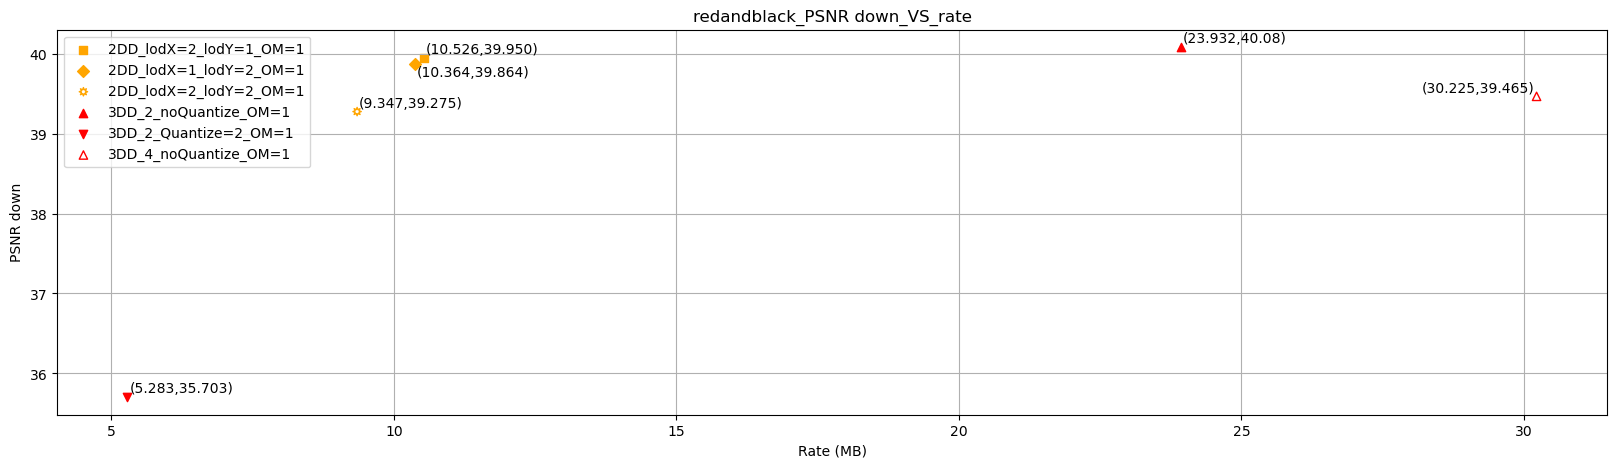 redandblack_PSNR down_VS_rate
2DD_lodX=2_lodY=1_OM=1
2DD_lodX=1_lodY=2_OM=1
2DD_lodX=2_lodY=2_OM=1
3DD_2_noQuantize_OM=1
3DD_2_Quantize=2_OM=1
3DD_4_noQuantize_OM=1
(10.526,39.950)
(10.364,39.864)
(9.347,39.275)
(23.932,40.08)
(30.225,39.465)
(5.283,35.703)
PSNR down
40
39
38
37
36
5
10
15
20
25
30
Rate (MB)